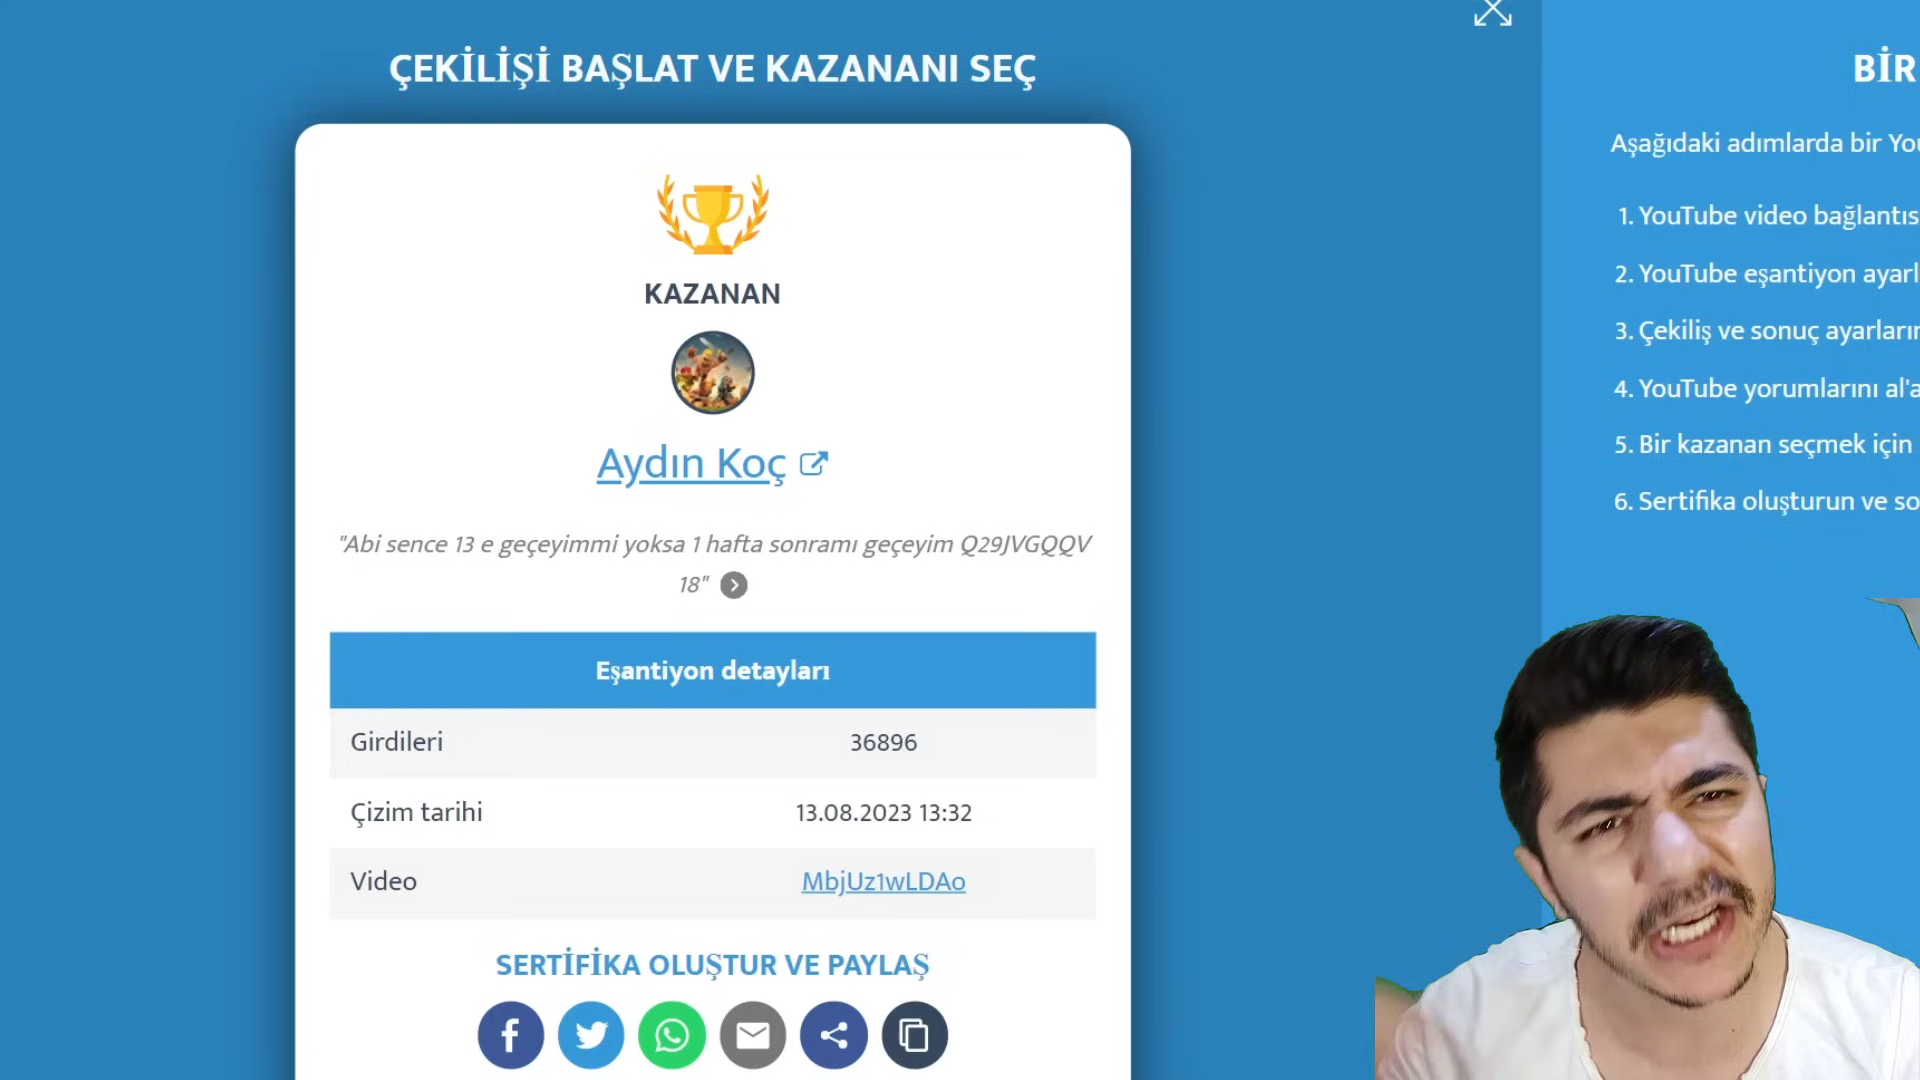 ÇEKİLİŞİ BAŞLAT VE KAZANANI SEÇ
KAZANAN
Aydın Koç
"Abi sence 13 e geçeyimmi yoksa 1 hafta sonramı geçeyim Q29JVGQQV
18"
Eşantiyon detayları
Girdileri 36896
Çizim tarihi 13.08.2023 13:32
Video MbjUz1wLDAo
SERTİFİKA OLUŞTUR VE PAYLAŞ
BİR
Aşağıdaki adımlarda bir You
1. YouTube video bağlantıs
2. YouTube eşantiyon ayarl
3. Çekiliş ve sonuç ayarların
4. YouTube yorumlarını al'a
5. Bir kazanan seçmek için
6. Sertifika oluşturun ve so